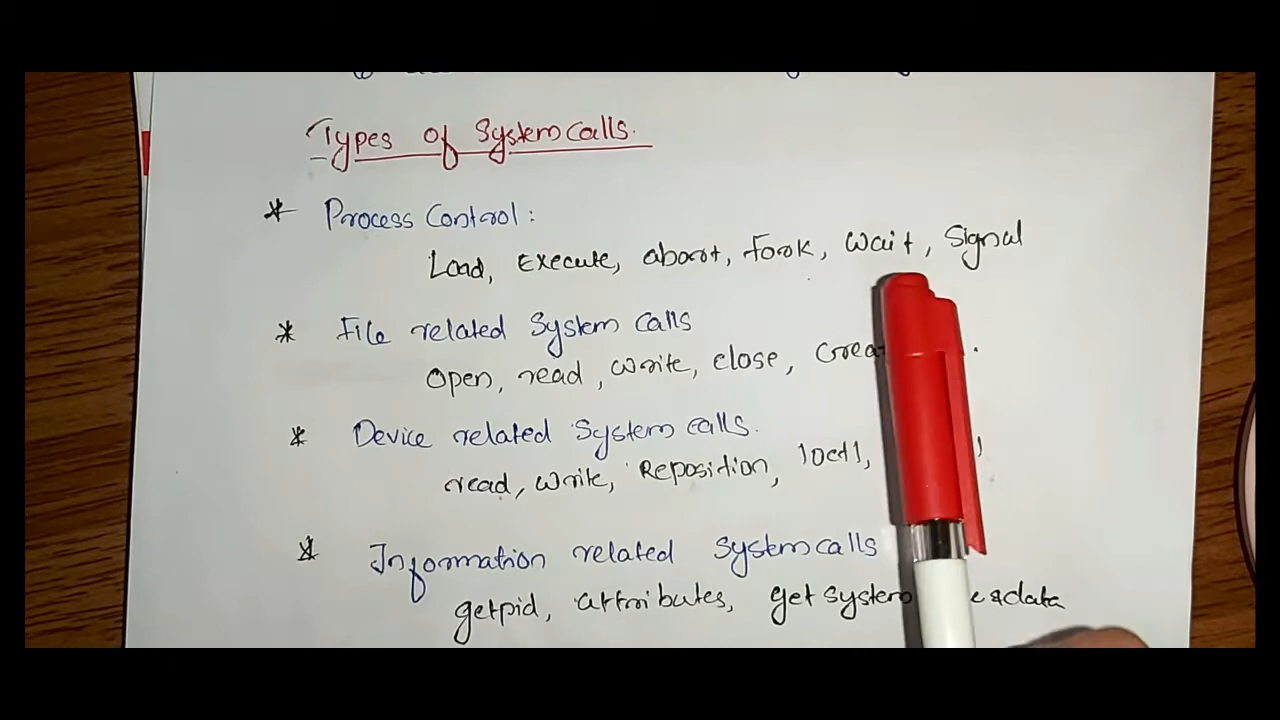 Types of System calls.
* Process Control:
Load, Execute, abort, Fork, wait, Signal
* File related System calls
Open, read, write, close,
* Device related System calls.
read, write, Reposition, ioctl,
* Information related System calls
getpid, attributes, get system